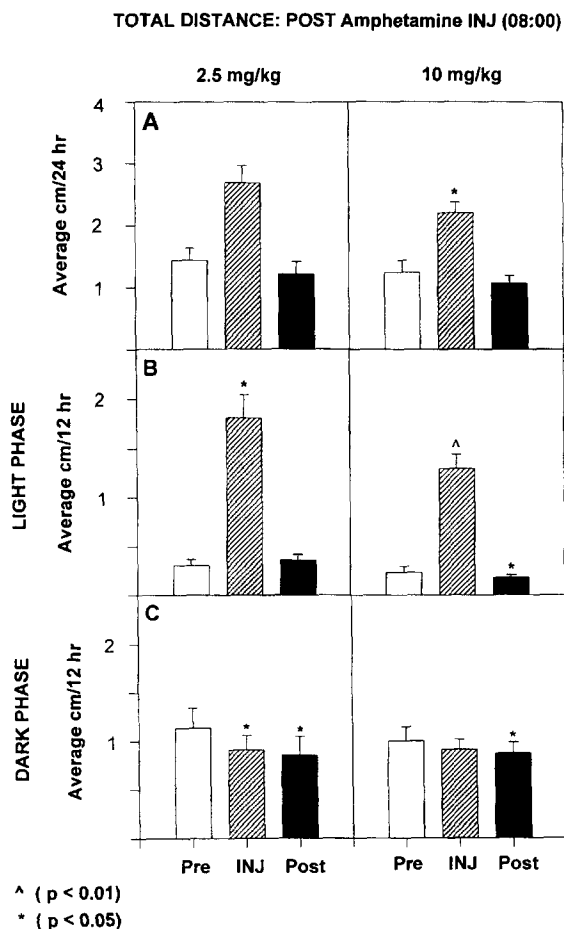 TOTAL DISTANCE: POST Amphetamine INJ (08:00)
2.5 mg/kg
10 mg/kg
A
Average cm/24 hr
4
3
2
1
*
B
LIGHT PHASE
Average cm/12 hr
2
1
*
^
*
C
DARK PHASE
Average cm/12 hr
2
1
* *
*
Pre INJ Post Pre INJ Post
^ ( p < 0.01)
* ( p < 0.05)